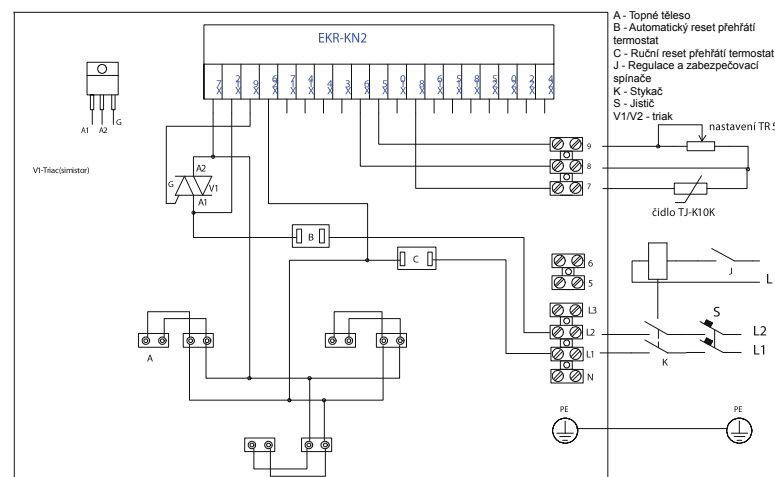 EKR-KN2
A - Topné těleso
B - Automatický reset přehřátí
termostat
C - Ruční reset přehřátí termostat
J - Regulace a zabezpečovací
spínače
K - Stykač
S - Jistič
V1/V2 - triak
A1 A2 G
V1-Triac(simistor)
A2
G
V1
A1
9
8
7
nastavení TR5
čidlo TJ-K10K
B
C
6
5
J
L
L3
L2
L1
N
S
L2
L1
K
A
PE
PE